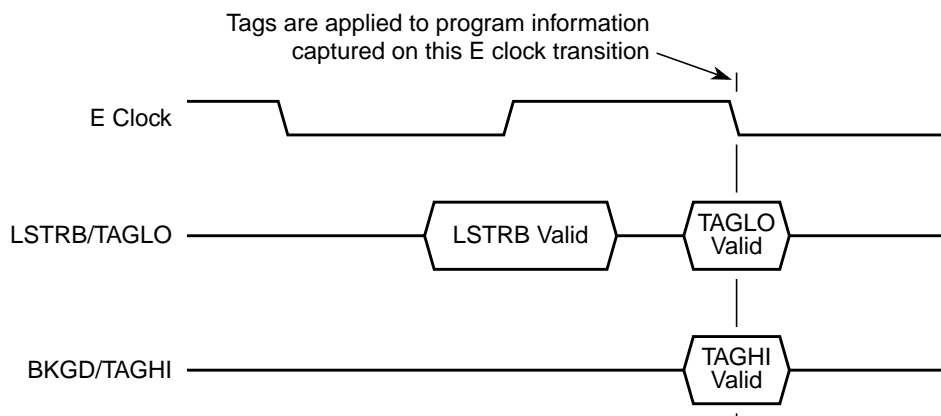 Tags are applied to program information
captured on this E clock transition
E Clock
LSTRB/TAGLO
LSTRB Valid
TAGLO
Valid
BKGD/TAGHI
TAGHI
Valid